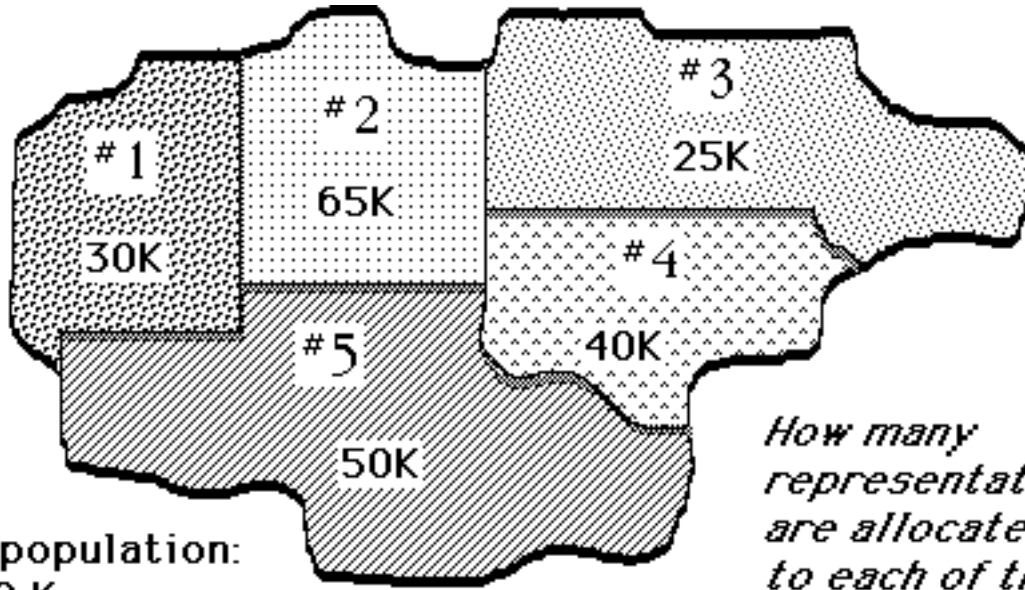 #1
30K
#2
65K
#3
25K
#4
40K
#5
50K
population:
How many
representat
are allocate
to each of t